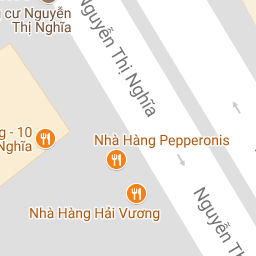 cư Nguyễn
Thị Nghĩa
Nguyễn Thị Nghĩa
- 10
Nghĩa
Nhà Hàng Pepperonis
Nhà Hàng Hải Vương
Nguyễn Th